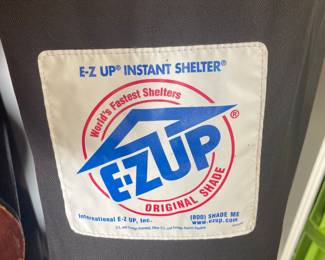 E-Z UP® INSTANT SHELTER®
World's Fastest Shelters
E-Z UP®
ORIGINAL SHADE
International E-Z UP, Inc.
(800) SHADE ME
www.ezup.com